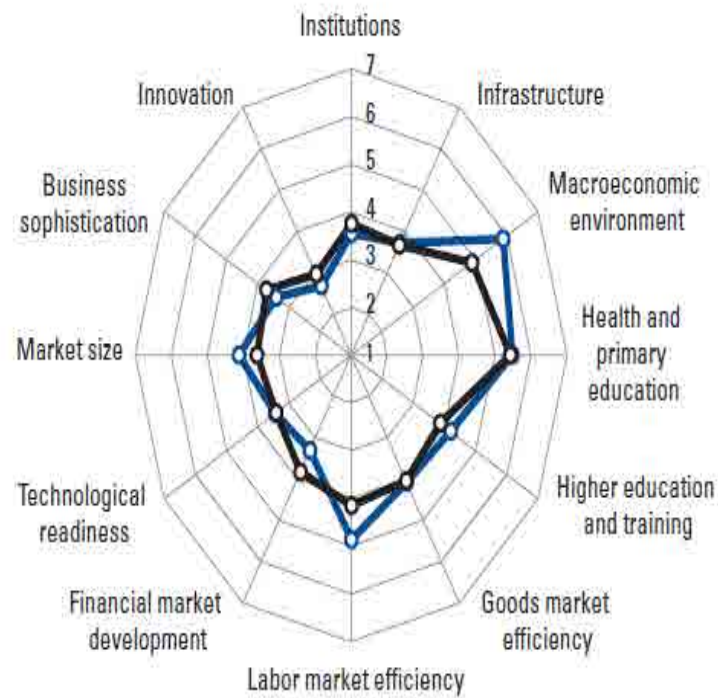 Institutions
7
6
5
4
3
2
1
Infrastructure
Macroeconomic
environment
Health and
primary
education
Higher education
and training
Goods market
efficiency
Labor market efficiency
Financial market
development
Technological
readiness
Market size
Business
sophistication
Innovation